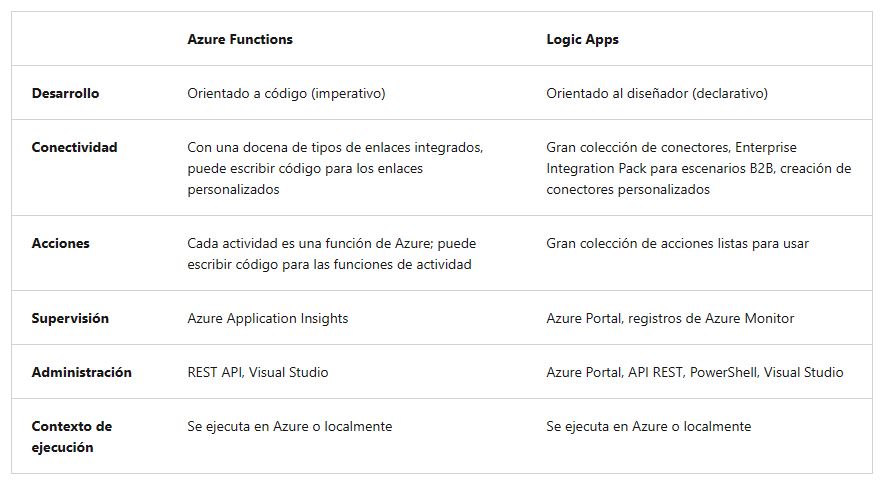 Azure Functions
Logic Apps
Desarrollo
Orientado a código (imperativo)
Orientado al diseñador (declarativo)
Conectividad
Con una docena de tipos de enlaces integrados,
puede escribir código para los enlaces
personalizados
Gran colección de conectores, Enterprise
Integration Pack para escenarios B2B, creación de
conectores personalizados
Acciones
Cada actividad es una función de Azure; puede
escribir código para las funciones de actividad
Gran colección de acciones listas para usar
Supervisión
Azure Application Insights
Azure Portal, registros de Azure Monitor
Administración
REST API, Visual Studio
Azure Portal, API REST, PowerShell, Visual Studio
Contexto de
ejecución
Se ejecuta en Azure o localmente
Se ejecuta en Azure o localmente